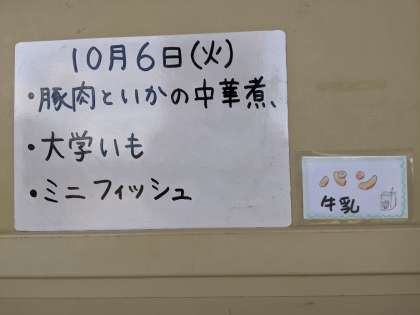 10月6日(火)
・豚肉といかの中華煮
・大学いも
・ミニフィッシュ
パン
牛乳